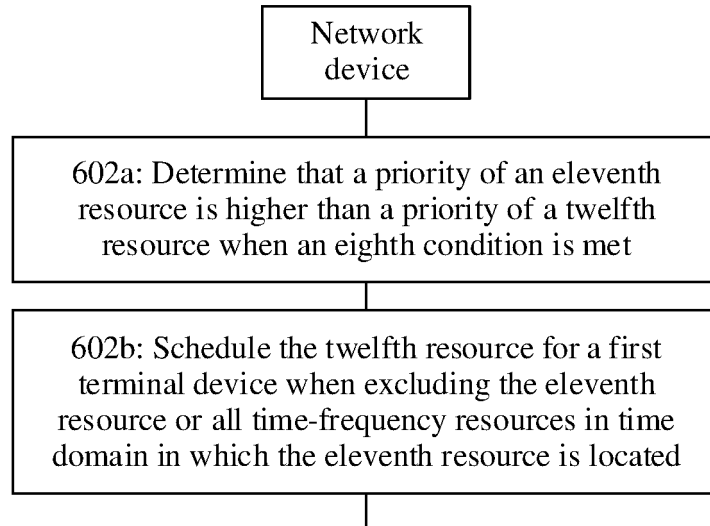 Network
device
602a: Determine that a priority of an eleventh
resource is higher than a priority of a twelfth
resource when an eighth condition is met
602b: Schedule the twelfth resource for a first
terminal device when excluding the eleventh
resource or all time-frequency resources in time
domain in which the eleventh resource is located